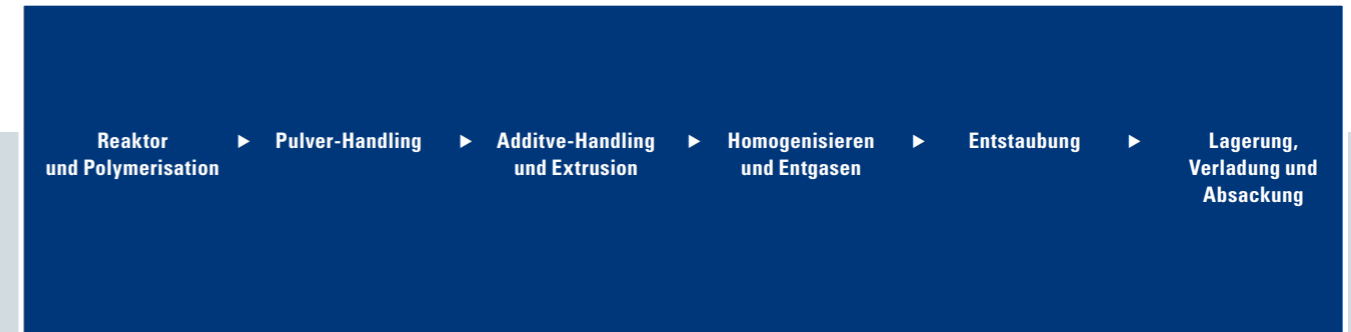 Reaktor
und Polymerisation
▶
Pulver-Handling
▶
Additve-Handling
und Extrusion
▶
Homogenisieren
und Entgasen
▶
Entstaubung
▶
Lagerung,
Verladung und
Absackung